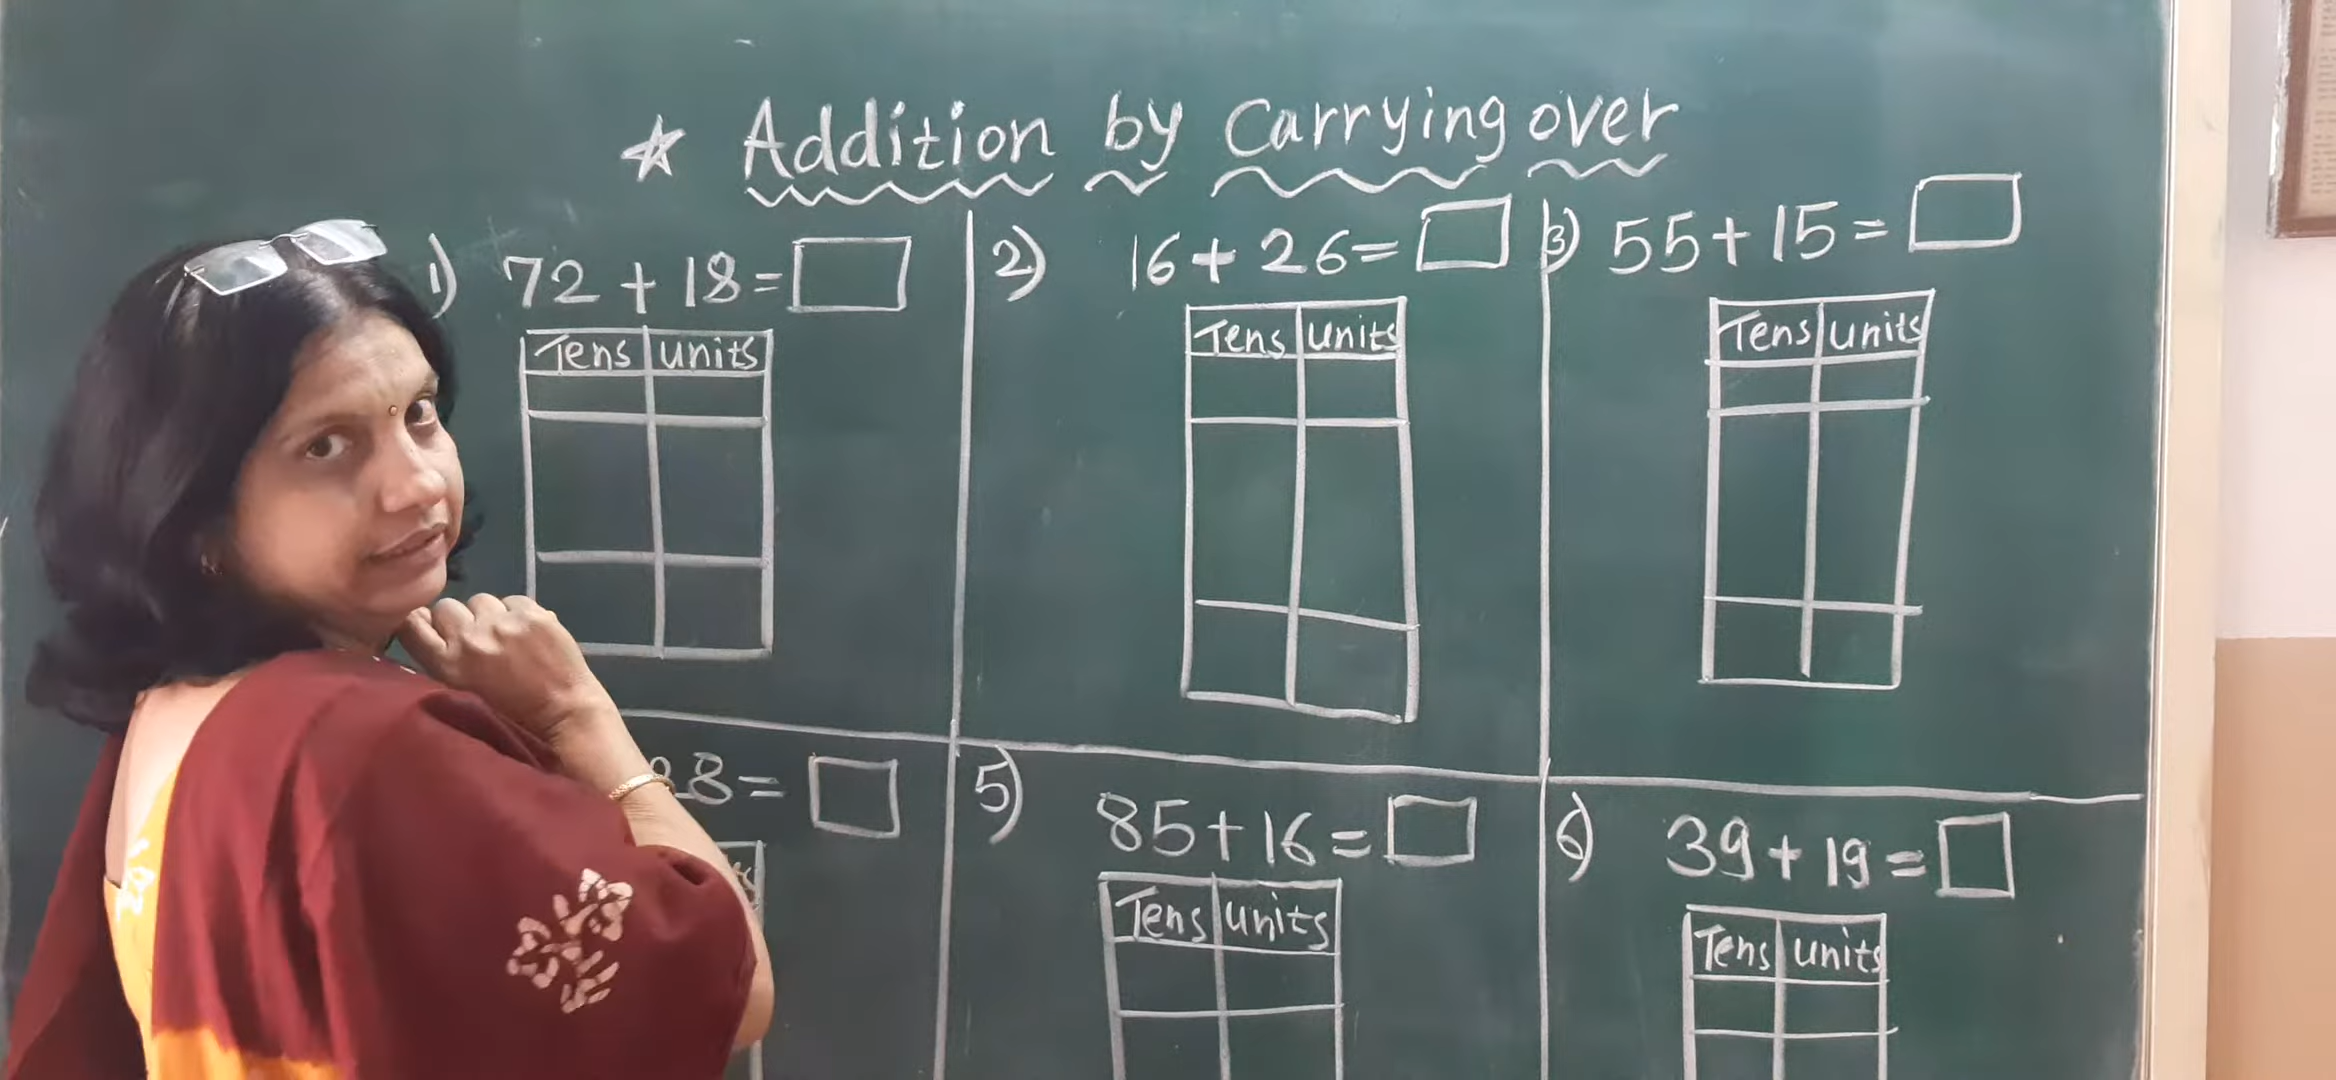 ★ Addition by Carrying over
1) 72 + 18 =
Tens units
2) 16 + 26 =
Tens units
3) 55 + 15 =
Tens units
28 =
5) 85 + 16 =
Tens units
6) 39 + 19 =
Tens units